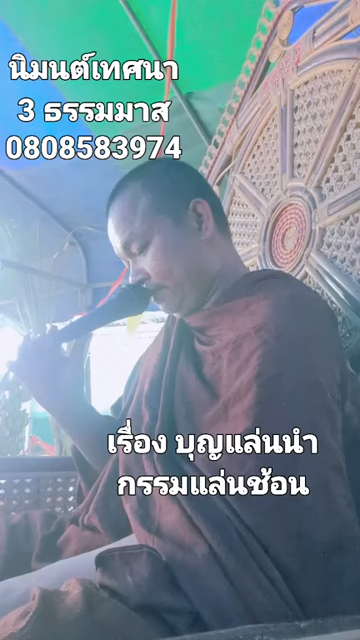 นิมนต์เทศนา
3 ธรรมมาส
0808583974
เรื่อง บุญแล่นนำ
กรรมแล่นซ้อน